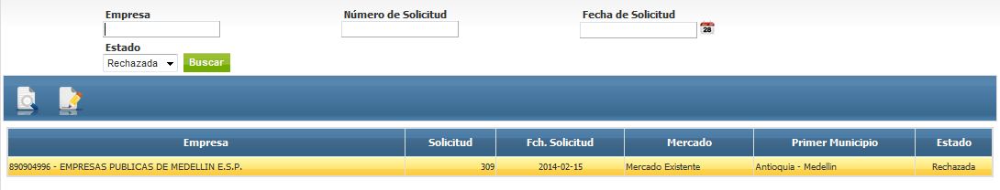 Empresa Número de Solicitud Fecha de Solicitud
28
Estado
Rechazada Buscar
Empresa Solicitud Fch. Solicitud Mercado Primer Municipio Estado
890904996 - EMPRESAS PUBLICAS DE MEDELLIN E.S.P. 309 2014-02-15 Mercado Existente Antioquia - Medellin Rechazada